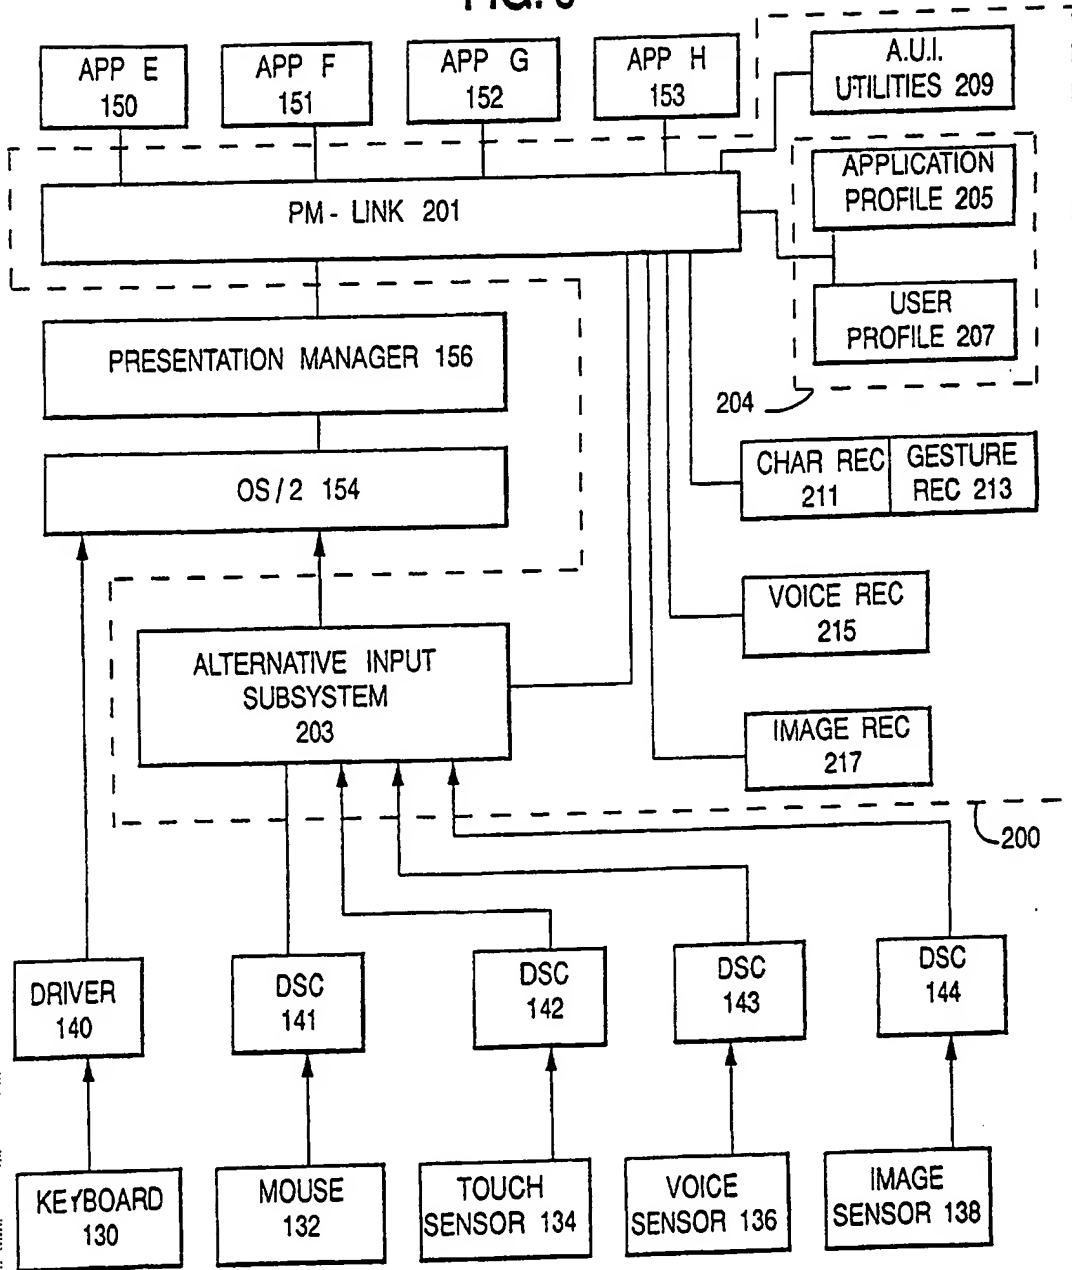 APP E
150
APP F
151
APP G
152
APP H
153
A.U.I.
UTILITIES 209
APPLICATION
PROFILE 205
PM - LINK 201
USER
PROFILE 207
PRESENTATION MANAGER 156
204
CHAR REC
211
GESTURE
REC 213
OS/2 154
VOICE REC
215
ALTERNATIVE INPUT
SUBSYSTEM
203
IMAGE REC
217
200
DRIVER
140
DSC
141
DSC
142
DSC
143
DSC
144
KEYBOARD
130
MOUSE
132
TOUCH
SENSOR 134
VOICE
SENSOR 136
IMAGE
SENSOR 138